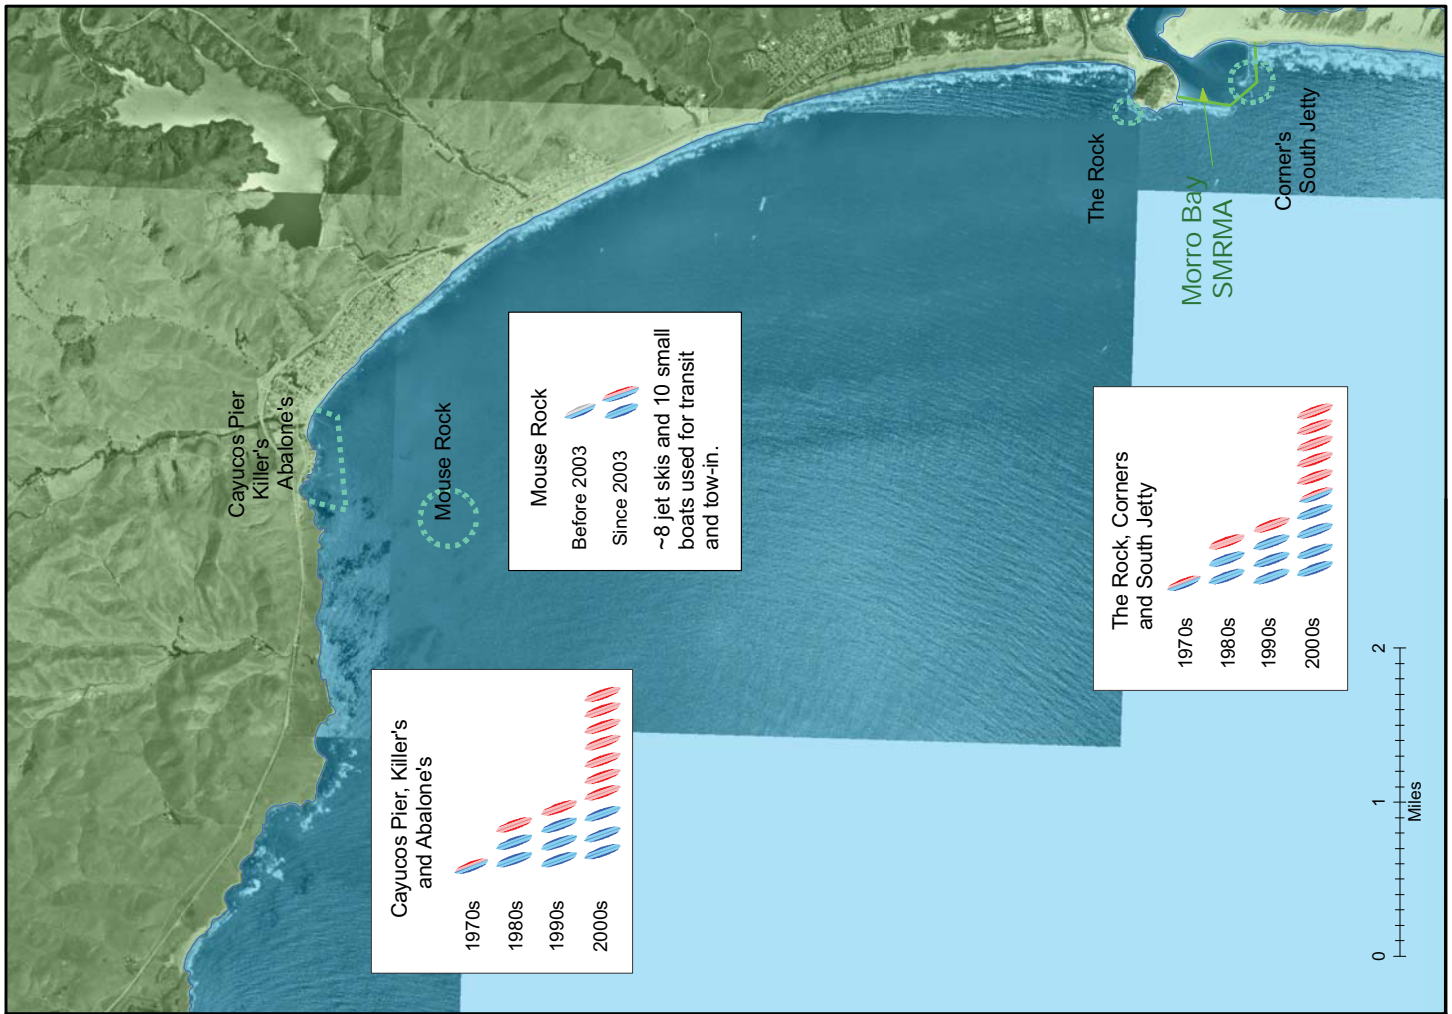 Cayucos Pier
Killer's
Abalone's
Mouse Rock
The Rock
Morro Bay
SMRMA
Corner's
South Jetty
Cayucos Pier, Killer's
and Abalone's
1970s
1980s
1990s
2000s
Mouse Rock
Before 2003
Since 2003
~8 jet skis and 10 small
boats used for transit
and tow-in.
The Rock, Corners
and South Jetty
1970s
1980s
1990s
2000s
0 1 2
Miles